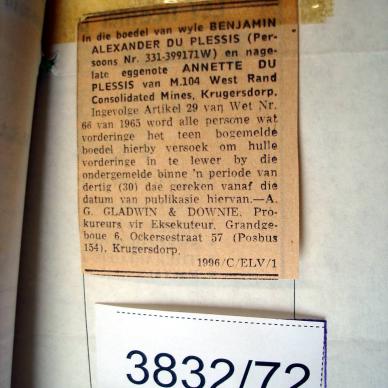 In die boedel van wyle BENJAMIN
ALEXANDER DU PLESSIS (Per-
soons Nr. 331-399171W) en nage-
late eggenote ANNETTE DU
PLESSIS van M.104 West Rand
Consolidated Mines, Krugersdorp.
Ingevolge Artikel 29 van Wet Nr.
66 van 1965 word alle persone wat
vorderinge het teen bogemelde
boedel hierby versoek om hulle
vorderinge in te lewer by die
ondergemelde binne 'n periode van
dertig (30) dae gereken vanaf die
datum van publikasie hiervan.—A.
G. GLADWIN & DOWNIE, Pro-
kureurs vir Eksekuteur, Grandge-
boue 6, Ockersestraat 57 (Posbus
154), Krugersdorp.
1996/C/ELV/1
3832/72